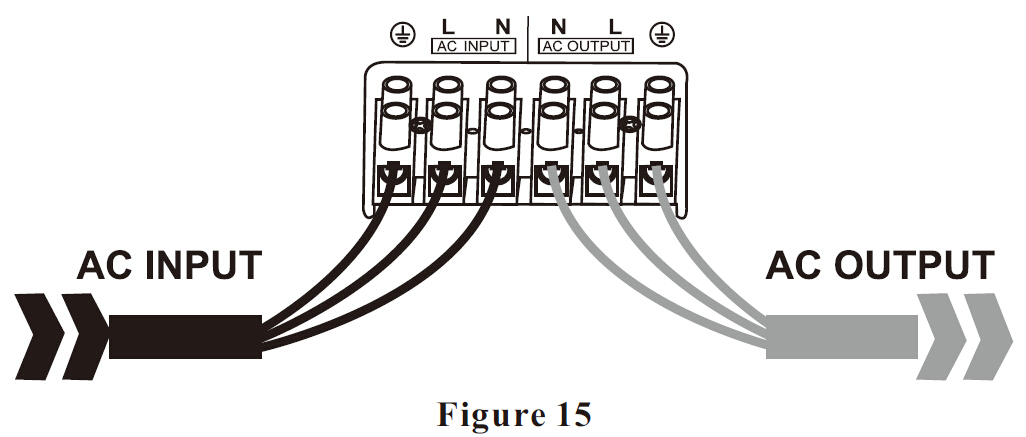 L N N L
AC INPUT AC OUTPUT
AC INPUT
AC OUTPUT
Figure 15